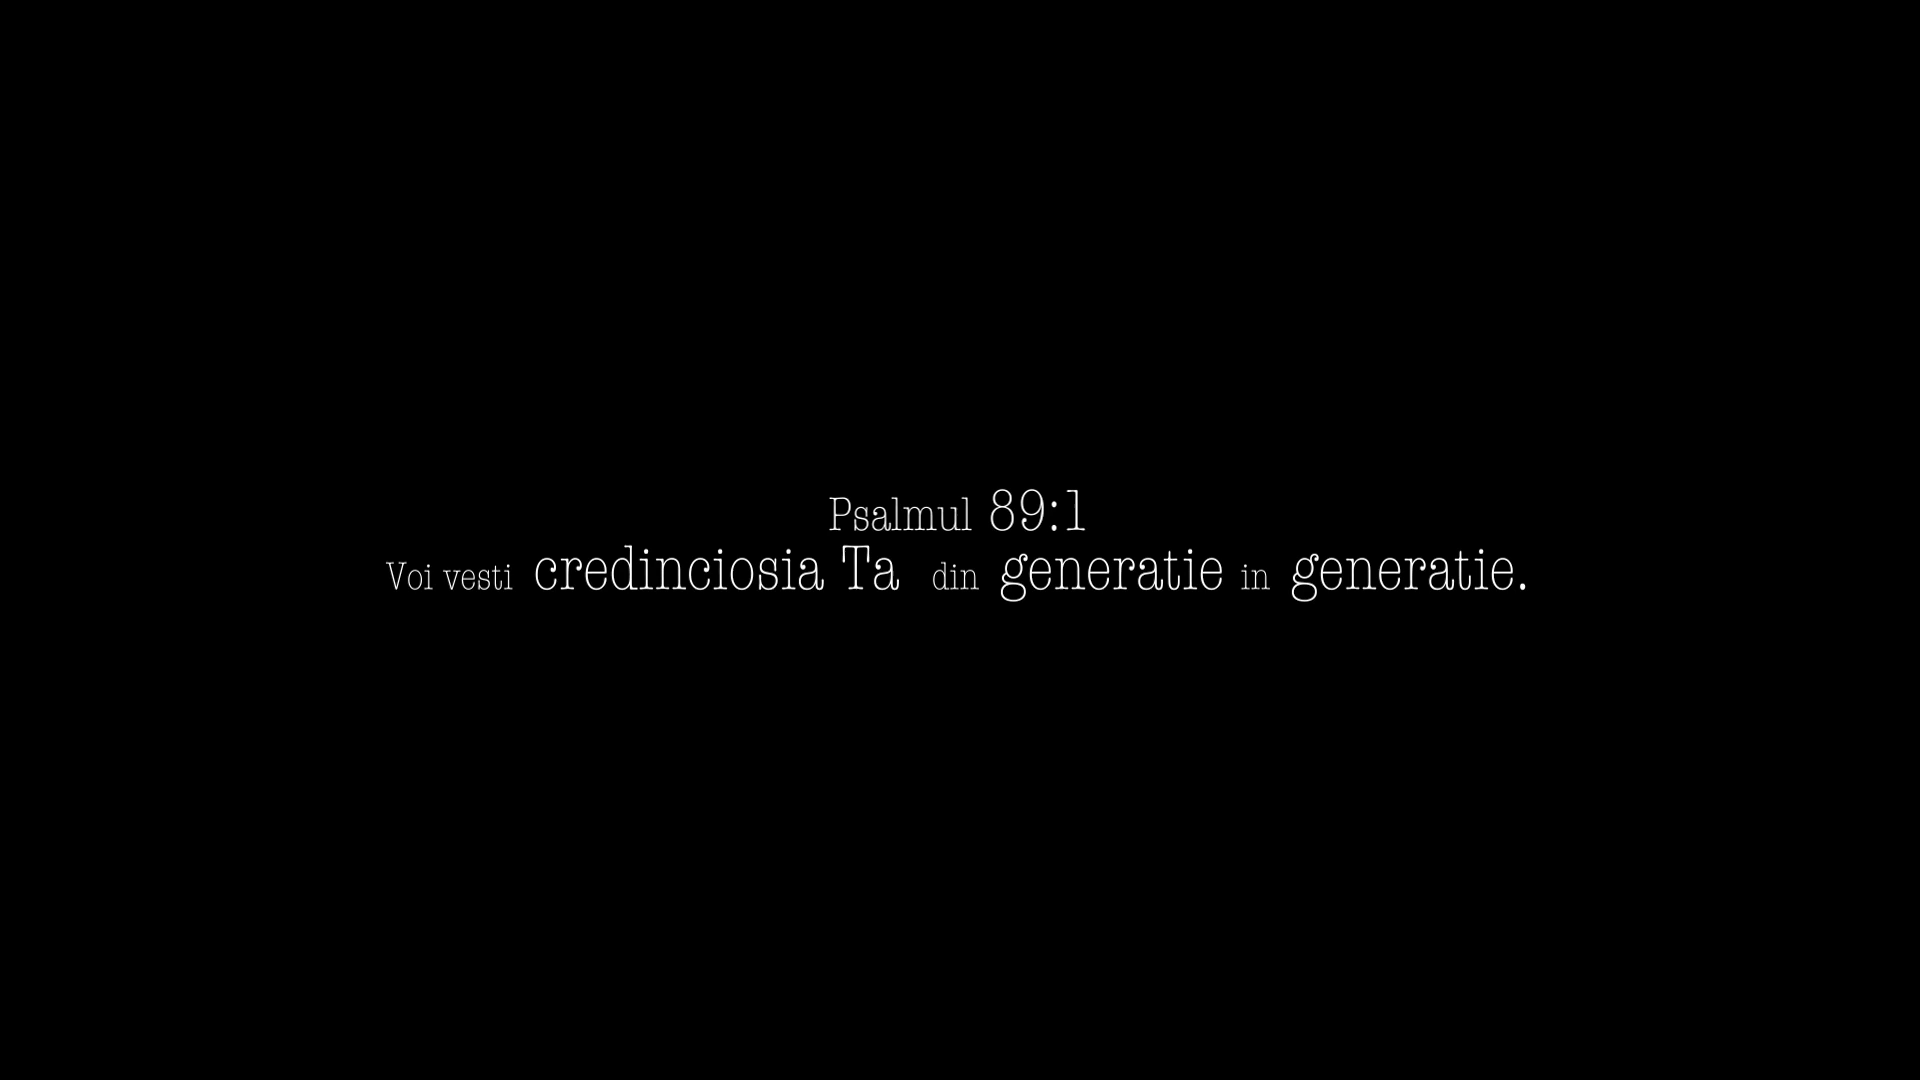 Psalmul 89:1
Voi vesti credinciosia Ta din generatie in generatie.